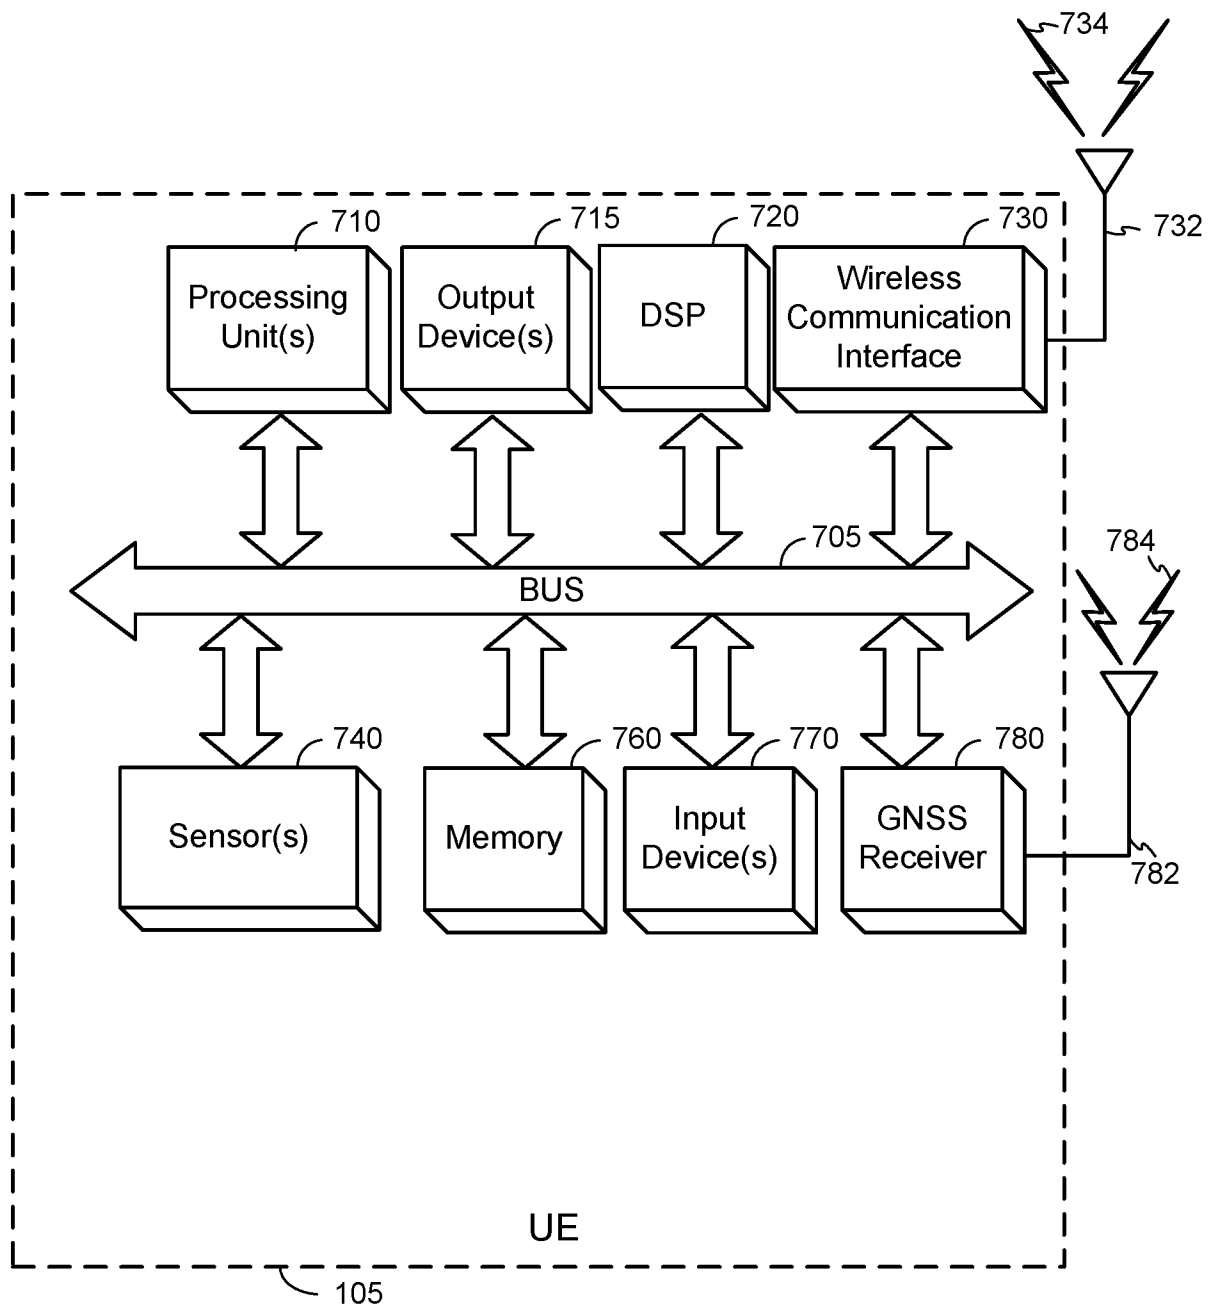 734
732
710
715
720
730
Processing
Unit(s)
Output
Device(s)
DSP
Wireless
Communication
Interface
705
BUS
784
740
760
770
780
Sensor(s)
Memory
Input
Device(s)
GNSS
Receiver
782
UE
105